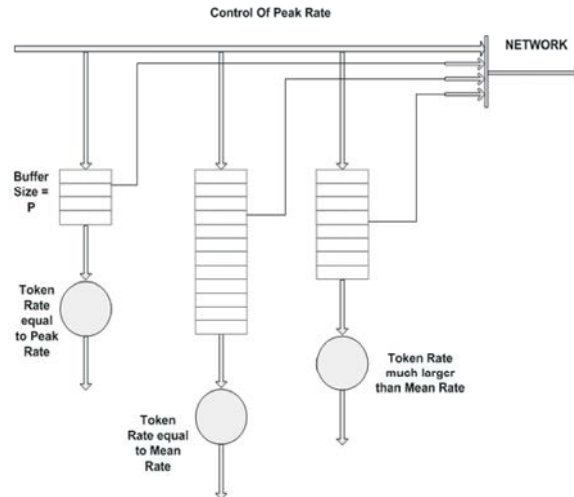 Control Of Peak Rate
NETWORK
Buffer
Size =
P
Token
Rate
equal
to Peak
Rate
Token Rate
much larger
than Mean Rate
Token
Rate equal
to Mean
Rate